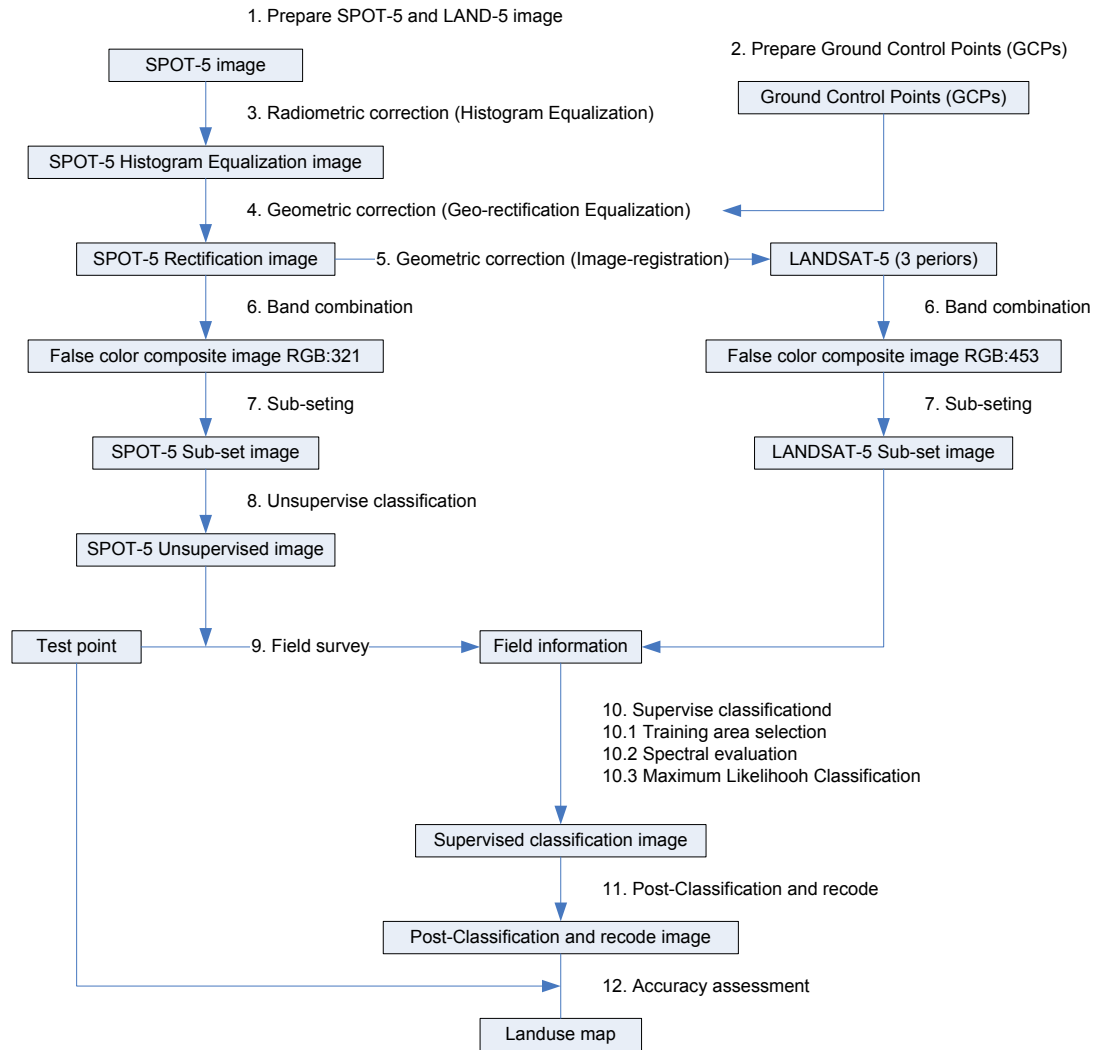 1. Prepare SPOT-5 and LAND-5 image
2. Prepare Ground Control Points (GCPs)
SPOT-5 image
Ground Control Points (GCPs)
3. Radiometric correction (Histogram Equalization)
SPOT-5 Histogram Equalization image
4. Geometric correction (Geo-rectification Equalization)
SPOT-5 Rectification image
5. Geometric correction (Image-registration)
LANDSAT-5 (3 periors)
6. Band combination
6. Band combination
False color composite image RGB:321
False color composite image RGB:453
7. Sub-seting
7. Sub-seting
SPOT-5 Sub-set image
LANDSAT-5 Sub-set image
8. Unsupervise classification
SPOT-5 Unsupervised image
Test point
9. Field survey
Field information
10. Supervise classificationd
10.1 Training area selection
10.2 Spectral evaluation
10.3 Maximum Likelihooh Classification
Supervised classification image
11. Post-Classification and recode
Post-Classification and recode image
12. Accuracy assessment
Landuse map